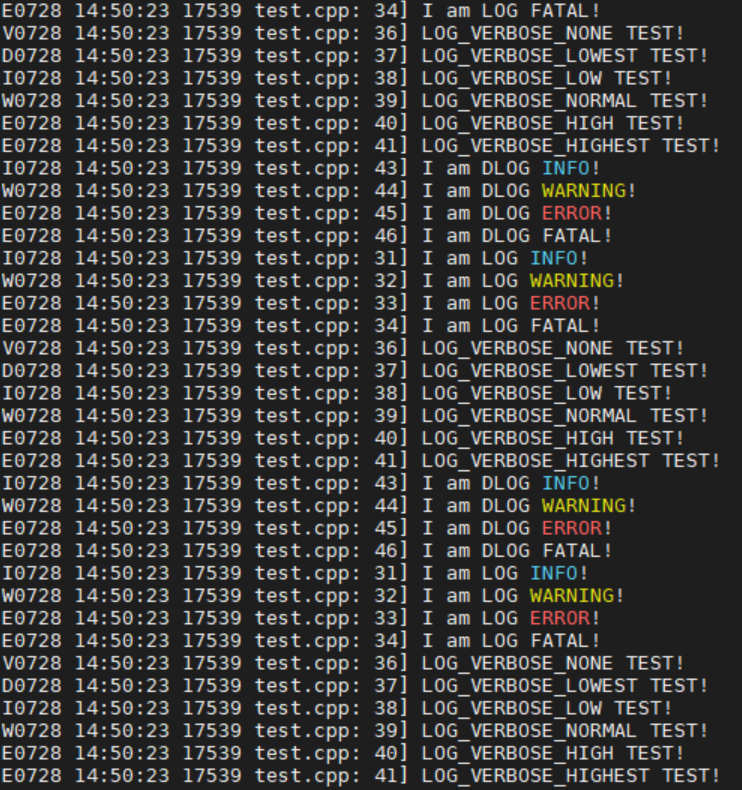 E0728 14:50:23 17539 test.cpp: 34] I am LOG FATAL!
V0728 14:50:23 17539 test.cpp: 36] LOG_VERBOSE_NONE TEST!
D0728 14:50:23 17539 test.cpp: 37] LOG_VERBOSE_LOWEST TEST!
I0728 14:50:23 17539 test.cpp: 38] LOG_VERBOSE_LOW TEST!
W0728 14:50:23 17539 test.cpp: 39] LOG_VERBOSE_NORMAL TEST!
E0728 14:50:23 17539 test.cpp: 40] LOG_VERBOSE_HIGH TEST!
E0728 14:50:23 17539 test.cpp: 41] LOG_VERBOSE_HIGHEST TEST!
I0728 14:50:23 17539 test.cpp: 43] I am DLOG INFO!
W0728 14:50:23 17539 test.cpp: 44] I am DLOG WARNING!
E0728 14:50:23 17539 test.cpp: 45] I am DLOG ERROR!
E0728 14:50:23 17539 test.cpp: 46] I am DLOG FATAL!
I0728 14:50:23 17539 test.cpp: 31] I am LOG INFO!
W0728 14:50:23 17539 test.cpp: 32] I am LOG WARNING!
E0728 14:50:23 17539 test.cpp: 33] I am LOG ERROR!
E0728 14:50:23 17539 test.cpp: 34] I am LOG FATAL!
V0728 14:50:23 17539 test.cpp: 36] LOG_VERBOSE_NONE TEST!
D0728 14:50:23 17539 test.cpp: 37] LOG_VERBOSE_LOWEST TEST!
I0728 14:50:23 17539 test.cpp: 38] LOG_VERBOSE_LOW TEST!
W0728 14:50:23 17539 test.cpp: 39] LOG_VERBOSE_NORMAL TEST!
E0728 14:50:23 17539 test.cpp: 40] LOG_VERBOSE_HIGH TEST!
E0728 14:50:23 17539 test.cpp: 41] LOG_VERBOSE_HIGHEST TEST!
I0728 14:50:23 17539 test.cpp: 43] I am DLOG INFO!
W0728 14:50:23 17539 test.cpp: 44] I am DLOG WARNING!
E0728 14:50:23 17539 test.cpp: 45] I am DLOG ERROR!
E0728 14:50:23 17539 test.cpp: 46] I am DLOG FATAL!
I0728 14:50:23 17539 test.cpp: 31] I am LOG INFO!
W0728 14:50:23 17539 test.cpp: 32] I am LOG WARNING!
E0728 14:50:23 17539 test.cpp: 33] I am LOG ERROR!
E0728 14:50:23 17539 test.cpp: 34] I am LOG FATAL!
V0728 14:50:23 17539 test.cpp: 36] LOG_VERBOSE_NONE TEST!
D0728 14:50:23 17539 test.cpp: 37] LOG_VERBOSE_LOWEST TEST!
I0728 14:50:23 17539 test.cpp: 38] LOG_VERBOSE_LOW TEST!
W0728 14:50:23 17539 test.cpp: 39] LOG_VERBOSE_NORMAL TEST!
E0728 14:50:23 17539 test.cpp: 40] LOG_VERBOSE_HIGH TEST!
E0728 14:50:23 17539 test.cpp: 41] LOG_VERBOSE_HIGHEST TEST!